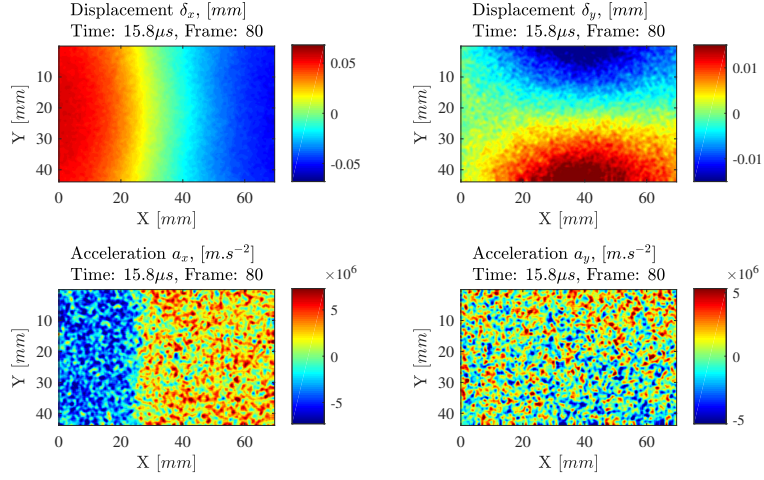 Displacement δx, [mm]
Time: 15.8μs, Frame: 80
Y [mm]
10
20
30
40
0 20 40 60
X [mm]
0.05
0
-0.05
Displacement δy, [mm]
Time: 15.8μs, Frame: 80
Y [mm]
10
20
30
40
0 20 40 60
X [mm]
0.01
0
-0.01
Acceleration ax, [m.s−2]
Time: 15.8μs, Frame: 80
×10^6
Y [mm]
10
20
30
40
0 20 40 60
X [mm]
5
0
-5
Acceleration ay, [m.s−2]
Time: 15.8μs, Frame: 80
×10^6
Y [mm]
10
20
30
40
0 20 40 60
X [mm]
5
0
-5